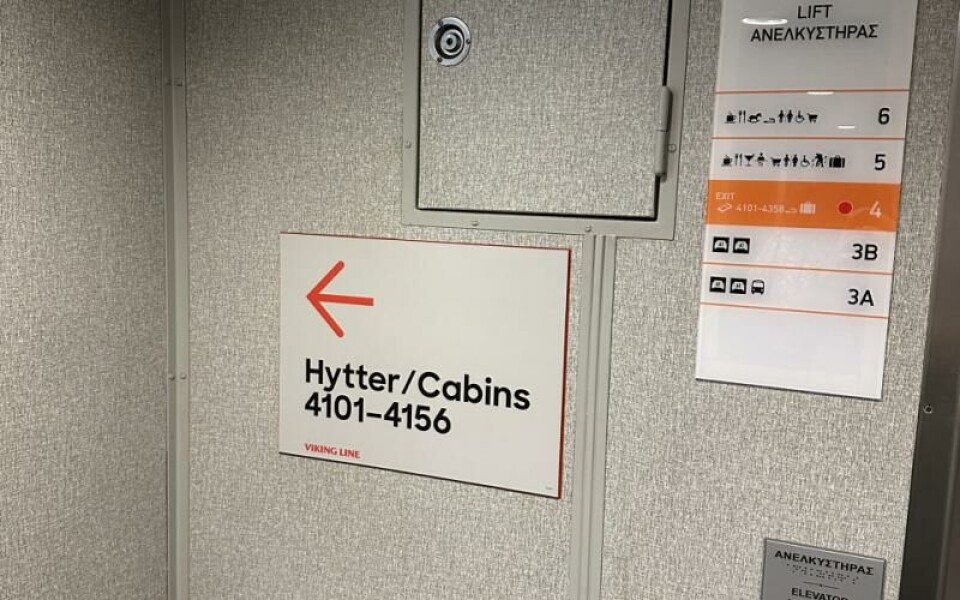 LIFT
ΑΝΕΛΚΥΣΤΗΡΑΣ
6
5
EXIT
4101-4358
4
3B
3A
Hytter/Cabins
4101–4156
VIKING LINE
ΑΝΕΛΚΥΣΤΗΡΑΣ
ELEVATOR